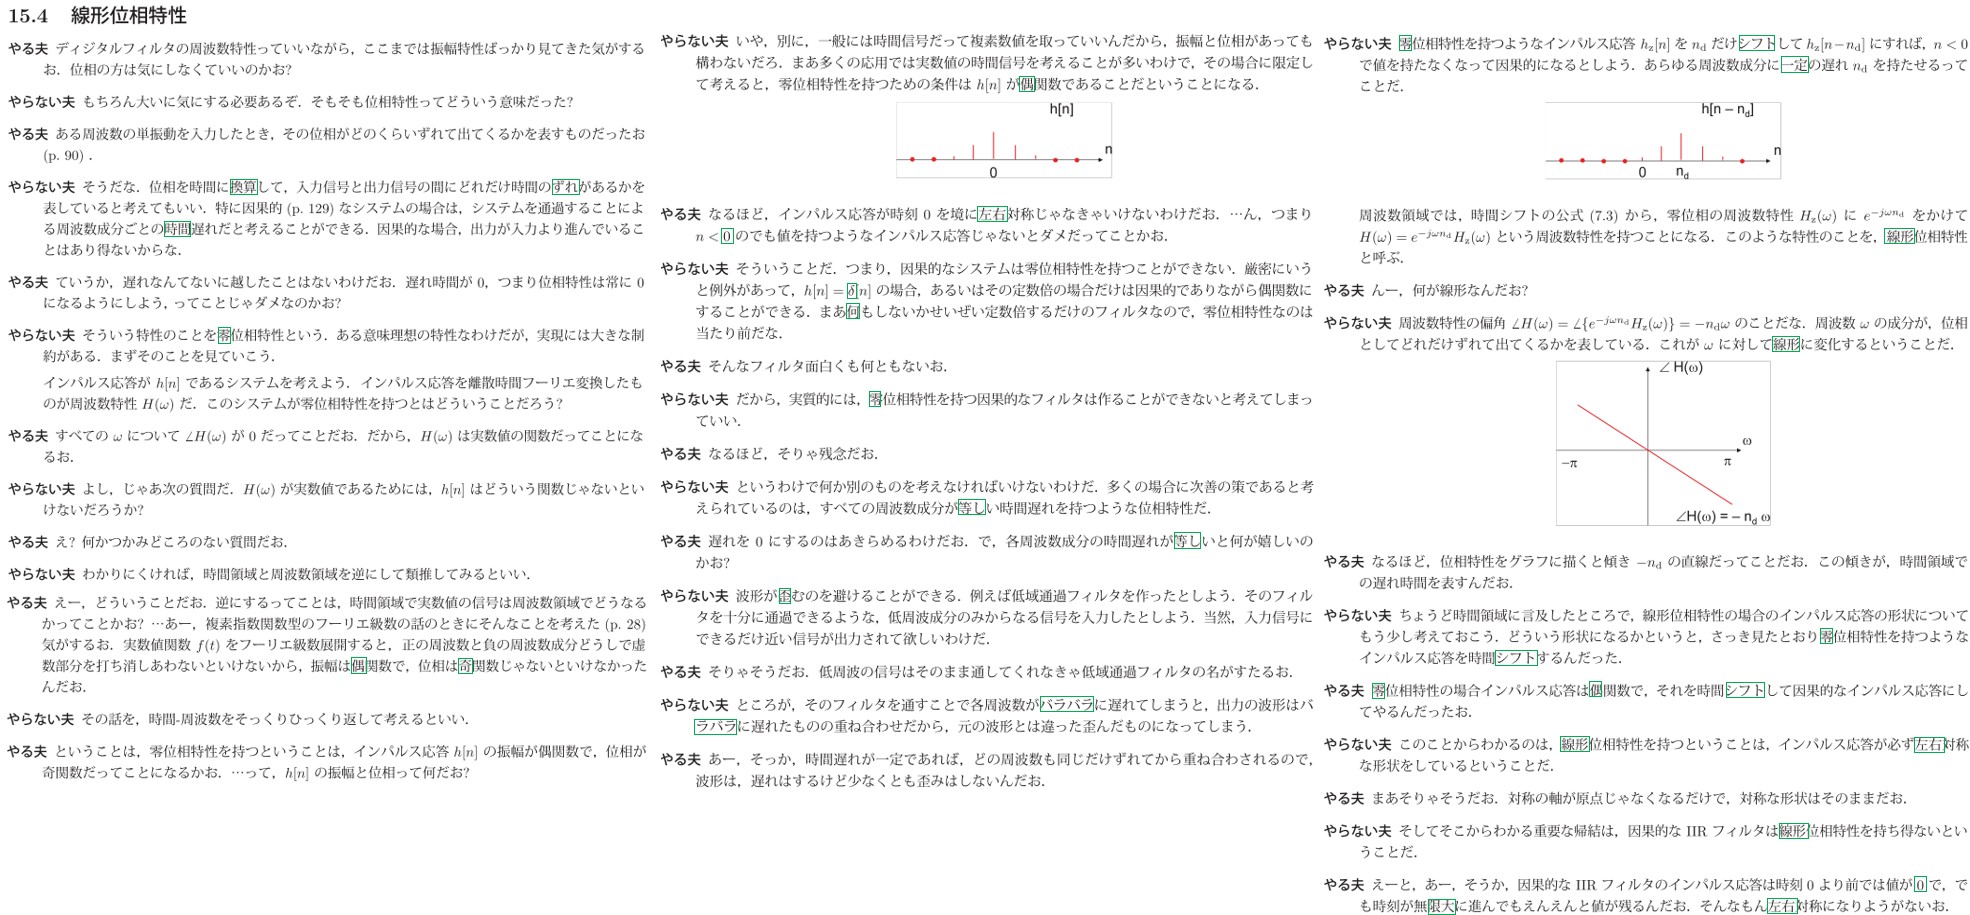 15.4 線形位相特性
やる夫 ディジタルフィルタの周波数特性っていいながら，ここまでは振幅特性ばっかり見てきた気がする
お．位相の方は気にしなくていいのかお?
やらない夫 もちろん大いに気にする必要あるぞ．そもそも位相特性ってどういう意味だった?
やる夫 ある周波数の単振動を入力したとき，その位相がどのくらいずれて出てくるかを表すものだったお
(p. 90) .
やらない夫 そうだな．位相を時間に換算して，入力信号と出力信号の間にどれだけ時間のずれがあるかを
表していると考えてもいい．特に因果的 (p. 129) なシステムの場合は，システムを通過することによ
る周波数成分ごとの時間遅れだと考えることができる．因果的な場合，出力が入力より進んでいるこ
とはあり得ないからな．
やる夫 ていうか，遅れなんてないに越したことはないわけだお．遅れ時間が 0，つまり位相特性は常に 0
になるようにしよう，ってことじゃダメなのかお?
やらない夫 そういう特性のことを零位相特性という．ある意味理想の特性なわけだが，実現には大きな制
約がある．まずそのことを見ていこう．
インパルス応答が h[n] であるシステムを考えよう．インパルス応答を離散時間フーリエ変換したも
のが周波数特性 H(ω) だ．このシステムが零位相特性を持つとはどういうことだろう?
やる夫 すべての ω について ∠H(ω) が 0 だってことだお．だから，H(ω) は実数値の関数だってことにな
るお．
やらない夫 よし，じゃあ次の質問だ．H(ω) が実数値であるためには，h[n] はどういう関数じゃないとい
けないだろうか?
やる夫 え? 何かつかみどころのない質問だお．
やらない夫 わかりにくければ，時間領域と周波数領域を逆にして類推してみるといい．
やる夫 えー，どういうことだお．逆にするってことは，時間領域で実数値の信号は周波数領域でどうなる
かってことかお? …あー，複素指数関数型のフーリエ級数の話のときにそんなことを考えた (p. 28)
気がするお．実数値関数 f(t) をフーリエ級数展開すると，正の周波数と負の周波数成分どうしで虚
数部分を打ち消しあわないといけないから，振幅は偶関数で，位相は奇関数じゃないといけなかった
んだお．
やらない夫 その話を，時間-周波数をそっくりひっくり返して考えるといい．
やる夫 ということは，零位相特性を持つということは，インパルス応答 h[n] の振幅が偶関数で，位相が
奇関数だってことになるかお．…って，h[n] の振幅と位相って何だお?
やらない夫 いや，別に，一般には時間信号だって複素数値を取っていいんだから，振幅と位相があっても
構わないだろ．まあ多くの応用では実数値の時間信号を考えることが多いわけで，その場合に限定し
て考えると，零位相特性を持つための条件は h[n] が偶関数であることだということになる．
h[n]
n
0
やる夫 なるほど，インパルス応答が時刻 0 を境に左右対称じゃなきゃいけないわけだお．…ん，つまり
n < 0 のでも値を持つようなインパルス応答じゃないとダメだってことかお．
やらない夫 そういうことだ．つまり，因果的なシステムは零位相特性を持つことができない．厳密にいう
と例外があって，h[n] = δ[n] の場合，あるいはその定数倍の場合だけは因果的でありながら偶関数に
することができる．まあ何もしないかせいぜい定数倍するだけのフィルタなので，零位相特性なのは
当たり前だな．
やる夫 そんなフィルタ面白くも何ともないお．
やらない夫 だから，実質的には，零位相特性を持つ因果的なフィルタは作ることができないと考えてしまっ
ていい．
やる夫 なるほど，そりゃ残念だお．
やらない夫 というわけで何か別のものを考えなければいけないわけだ．多くの場合に次善の策であると考
えられているのは，すべての周波数成分が等しい時間遅れを持つような位相特性だ．
やる夫 遅れを 0 にするのはあきらめるわけだお．で，各周波数成分の時間遅れが等しいと何が嬉しいの
かお?
やらない夫 波形が歪むのを避けることができる．例えば低域通過フィルタを作ったとしよう．そのフィル
タを十分に通過できるような，低周波成分のみからなる信号を入力したとしよう．当然，入力信号に
できるだけ近い信号が出力されて欲しいわけだ．
やる夫 そりゃそうだお．低周波の信号はそのまま通してくれなきゃ低域通過フィルタの名がすたるお．
やらない夫 ところが，そのフィルタを通すことで各周波数がバラバラに遅れてしまうと，出力の波形はバ
ラバラに遅れたものの重ね合わせだから，元の波形とは違った歪んだものになってしまう．
やる夫 あー，そっか，時間遅れが一定であれば，どの周波数も同じだけずれてから重ね合わされるので，
波形は，遅れはするけど少なくとも歪みはしないんだお．
やらない夫 零位相特性を持つようなインパルス応答 hz[n] を nd だけシフトして hz[n−nd] にすれば，n < 0
で値を持たなくなって因果的になるとしよう．あらゆる周波数成分に一定の遅れ nd を持たせるって
ことだ．
h[n − nd]
n
0 nd
周波数領域では，時間シフトの公式 (7.3) から，零位相の周波数特性 Hz(ω) に e^{−jωnd} をかけて
H(ω) = e^{−jωnd}Hz(ω) という周波数特性を持つことになる．このような特性のことを，線形位相特性
と呼ぶ．
やる夫 んー，何が線形なんだお?
やらない夫 周波数特性の偏角 ∠H(ω) = ∠{e^{−jωnd}Hz(ω)} = −ndω のことだな．周波数 ω の成分が，位相
としてどれだけずれて出てくるかを表している．これが ω に対して線形に変化するということだ．
∠ H(ω)
ω
−π π
∠H(ω) = − nd ω
やる夫 なるほど，位相特性をグラフに描くと傾き −nd の直線だってことだお．この傾きが，時間領域で
の遅れ時間を表すんだお．
やらない夫 ちょうど時間領域に言及したところで，線形位相特性の場合のインパルス応答の形状について
もう少し考えておこう．どういう形状になるかというと，さっき見たとおり零位相特性を持つような
インパルス応答を時間シフトするんだった．
やる夫 零位相特性の場合インパルス応答は偶関数で，それを時間シフトして因果的なインパルス応答にし
てやるんだったお．
やらない夫 このことからわかるのは，線形位相特性を持つということは，インパルス応答が必ず左右対称
な形状をしているということだ．
やる夫 まあそりゃそうだお．対称の軸が原点じゃなくなるだけで，対称な形状はそのままだお．
やらない夫 そしてそこからわかる重要な帰結は，因果的な IIR フィルタは線形位相特性を持ち得ないとい
うことだ．
やる夫 えーと，あー，そうか，因果的な IIR フィルタのインパルス応答は時刻 0 より前では値が 0 で，で
も時刻が無限大に進んでもえんえんと値が残るんだお．そんなもん左右対称になりようがないお．